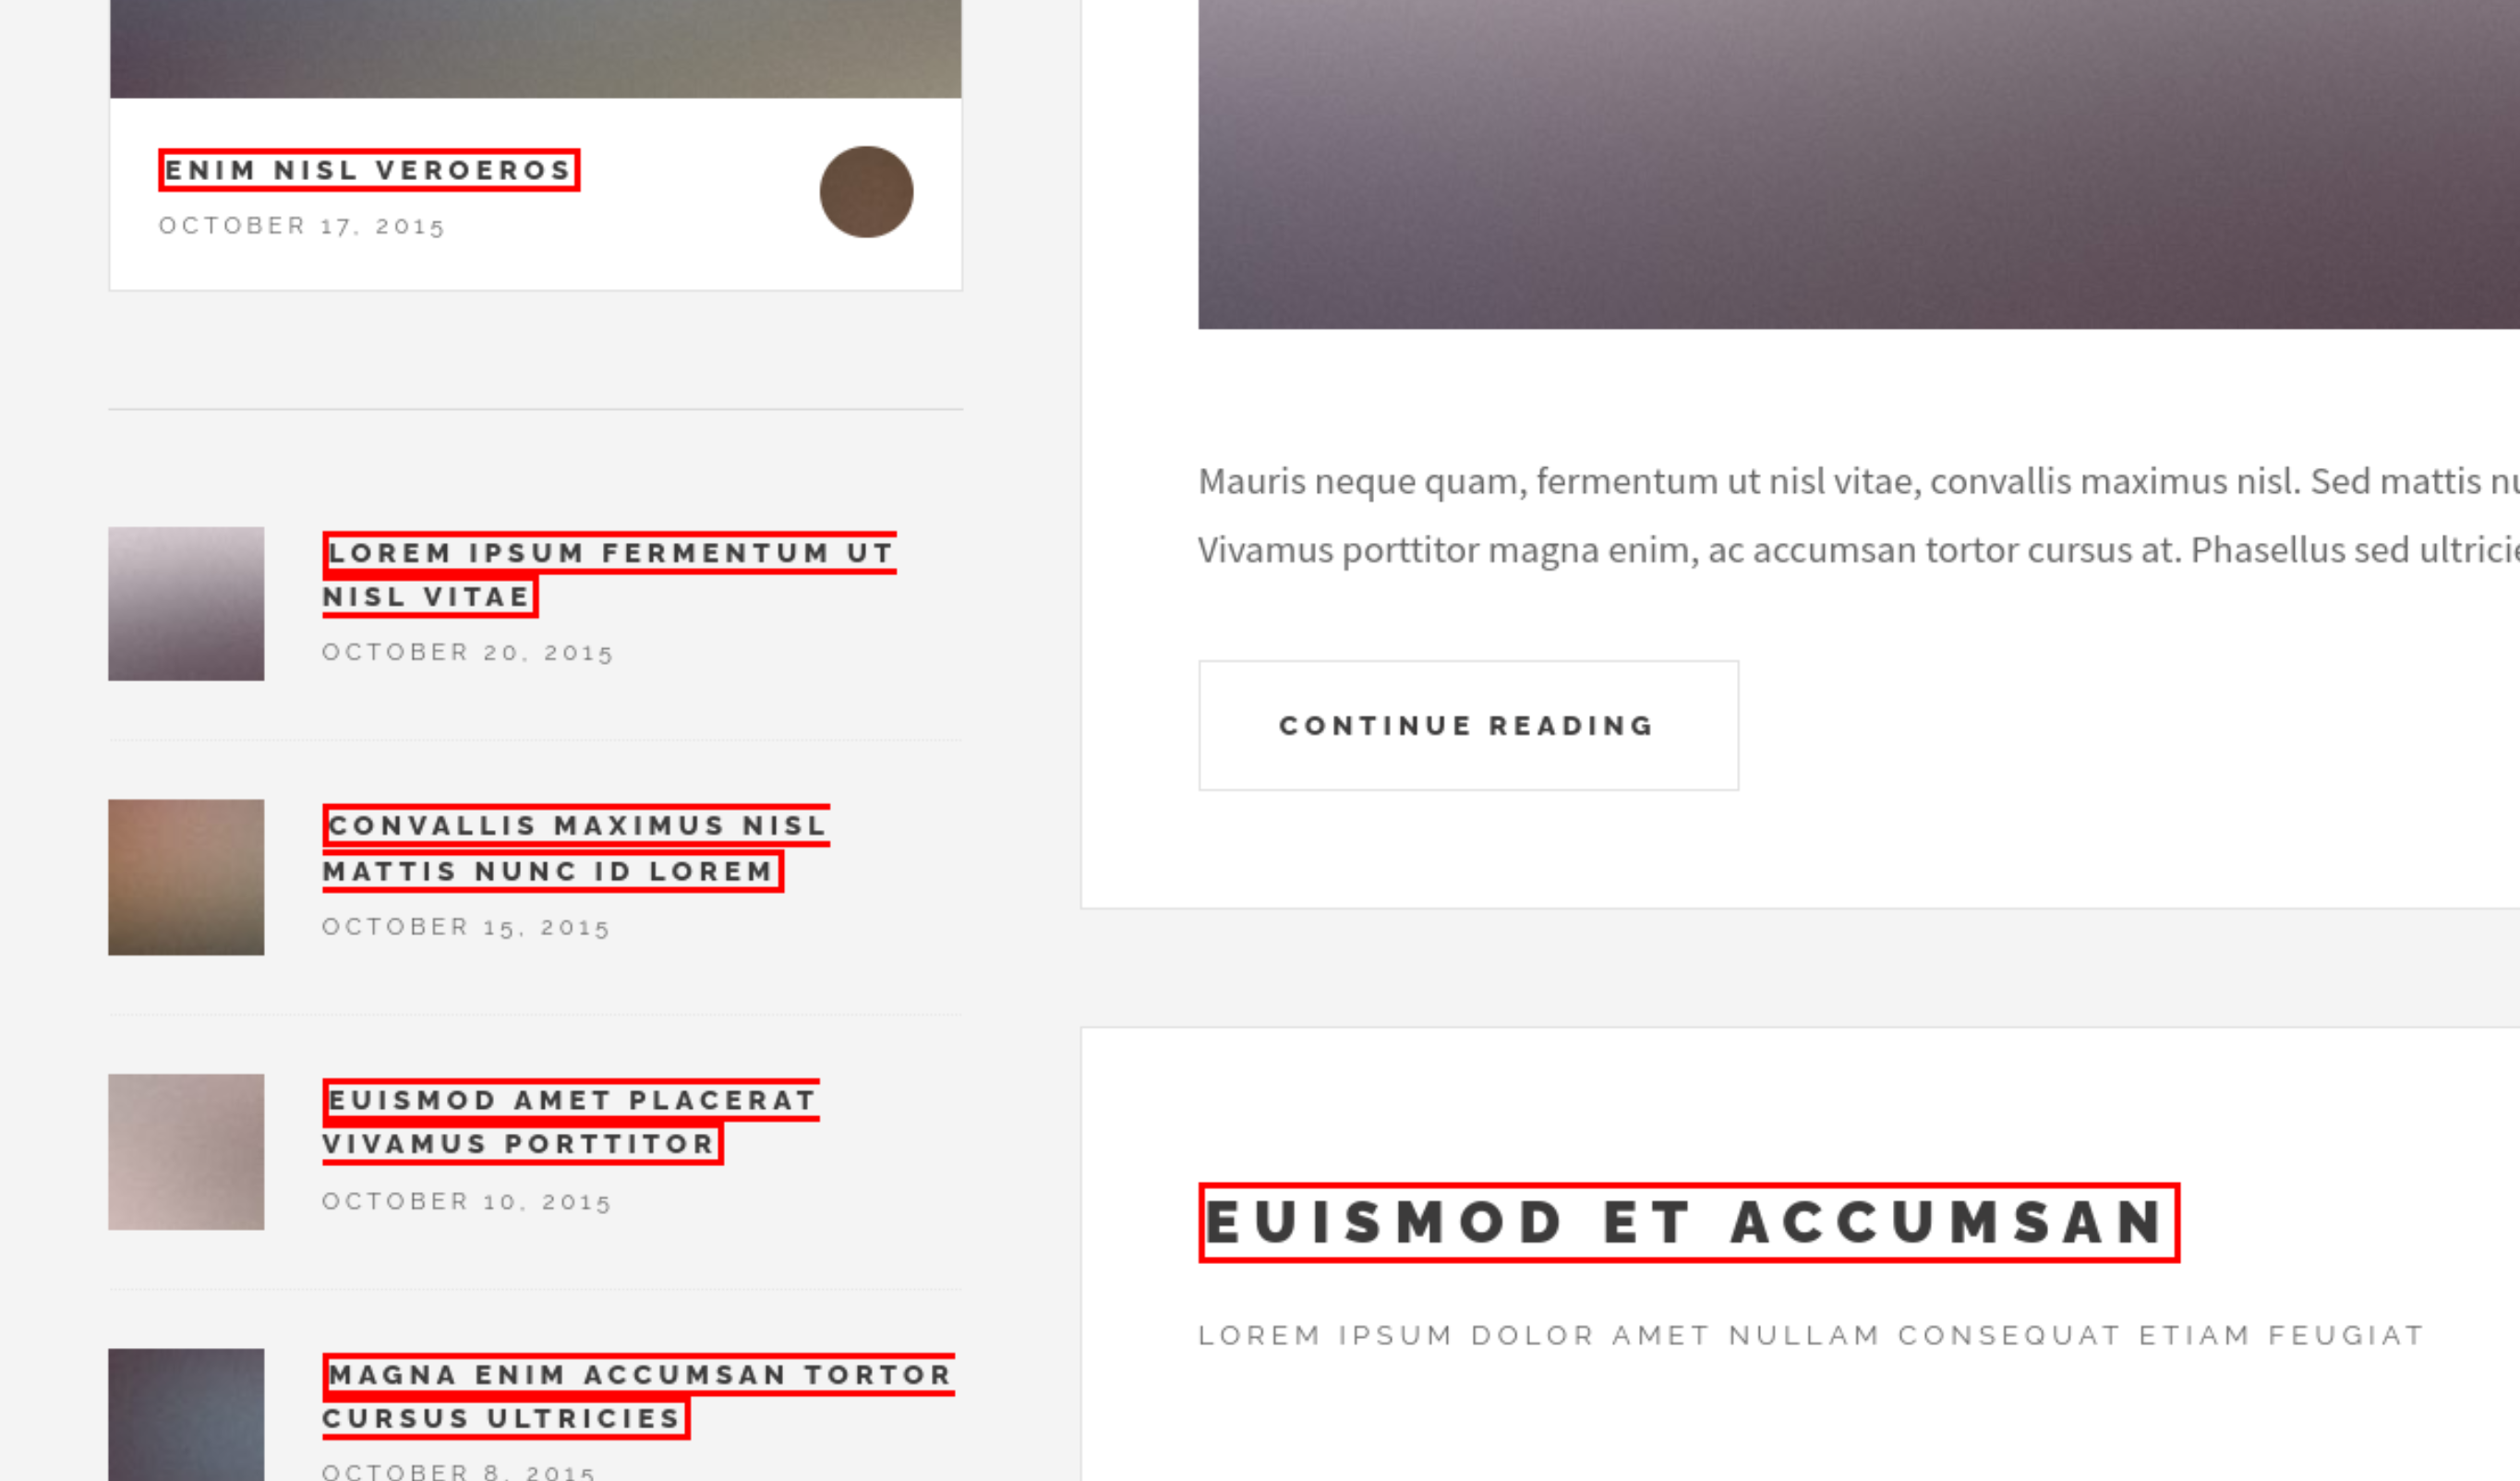 ENIM NISL VEROEROS
OCTOBER 17, 2015
LOREM IPSUM FERMENTUM UT
NISL VITAE
OCTOBER 20, 2015
CONVALLIS MAXIMUS NISL
MATTIS NUNC ID LOREM
OCTOBER 15, 2015
EUISMOD AMET PLACERAT
VIVAMUS PORTTITOR
OCTOBER 10, 2015
MAGNA ENIM ACCUMSAN TORTOR
CURSUS ULTRICIES
OCTOBER 8, 2015
Mauris neque quam, fermentum ut nisl vitae, convallis maximus nisl. Sed mattis
Vivamus porttitor magna enim, ac accumsan tortor cursus at. Phasellus sed
CONTINUE READING
EUISMOD ET ACCUMSAN
LOREM IPSUM DOLOR AMET NULLAM CONSEQUAT ETIAM FEUGIAT